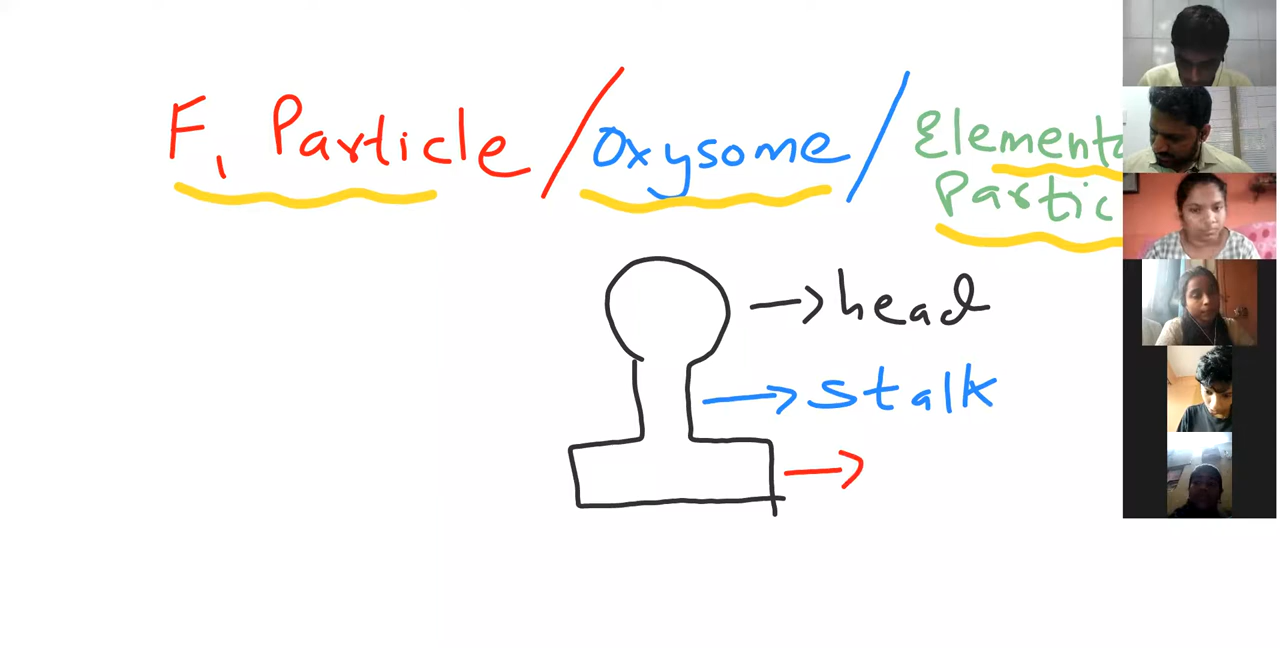 F1 Particle / Oxysome / Elementa
Partic
→ head
→ stalk
→